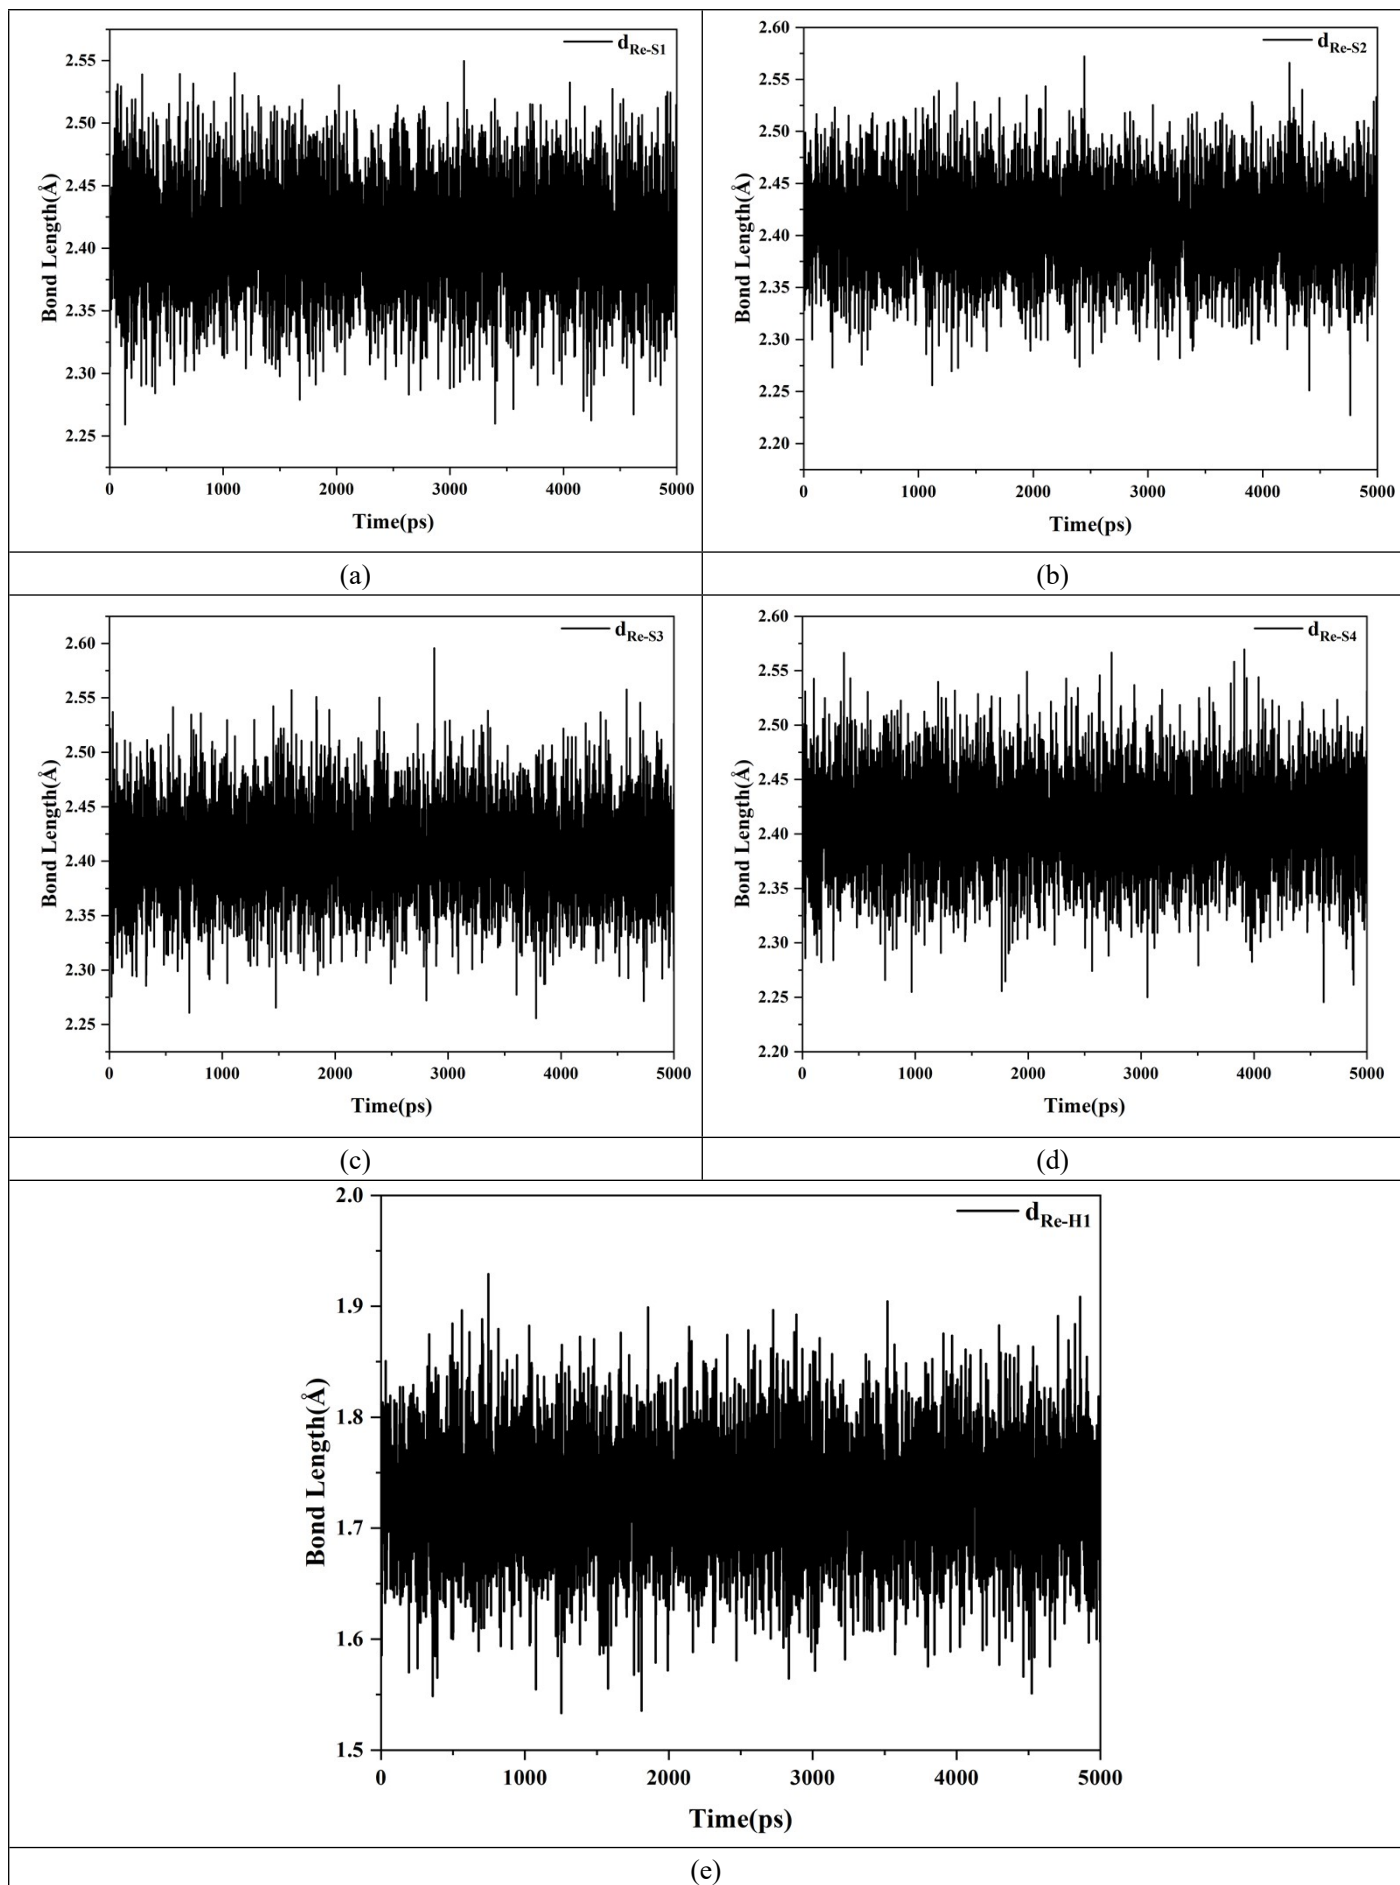 d_Re-S1
2.55
2.50
2.45
2.40
2.35
2.30
2.25
Bond Length(Å)
0 1000 2000 3000 4000 5000
Time(ps)
(a)
d_Re-S2
2.60
2.55
2.50
2.45
2.40
2.35
2.30
2.25
2.20
Bond Length(Å)
0 1000 2000 3000 4000 5000
Time(ps)
(b)
d_Re-S3
2.60
2.55
2.50
2.45
2.40
2.35
2.30
2.25
Bond Length(Å)
0 1000 2000 3000 4000 5000
Time(ps)
(c)
d_Re-S4
2.60
2.55
2.50
2.45
2.40
2.35
2.30
2.25
2.20
Bond Length(Å)
0 1000 2000 3000 4000 5000
Time(ps)
(d)
d_Re-H1
2.0
1.9
1.8
1.7
1.6
1.5
Bond Length(Å)
0 1000 2000 3000 4000 5000
Time(ps)
(e)